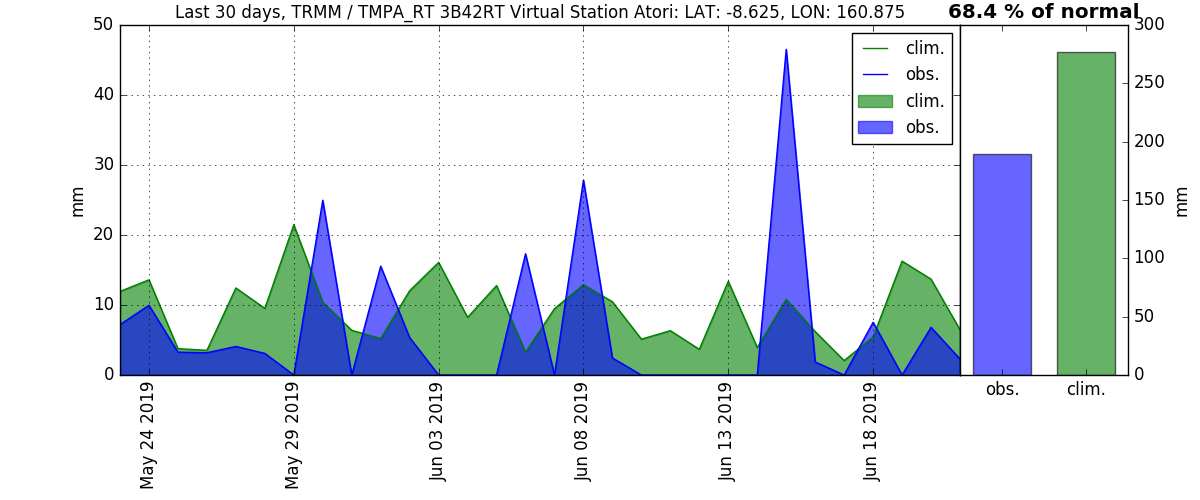 Last 30 days, TRMM / TMPA_RT 3B42RT Virtual Station Atori: LAT: -8.625, LON: 160.875
68.4 % of normal
50
40
30
20
10
0
mm
clim.
obs.
clim.
obs.
May 24 2019
May 29 2019
Jun 03 2019
Jun 08 2019
Jun 13 2019
Jun 18 2019
300
250
200
150
100
50
0
mm
obs.
clim.